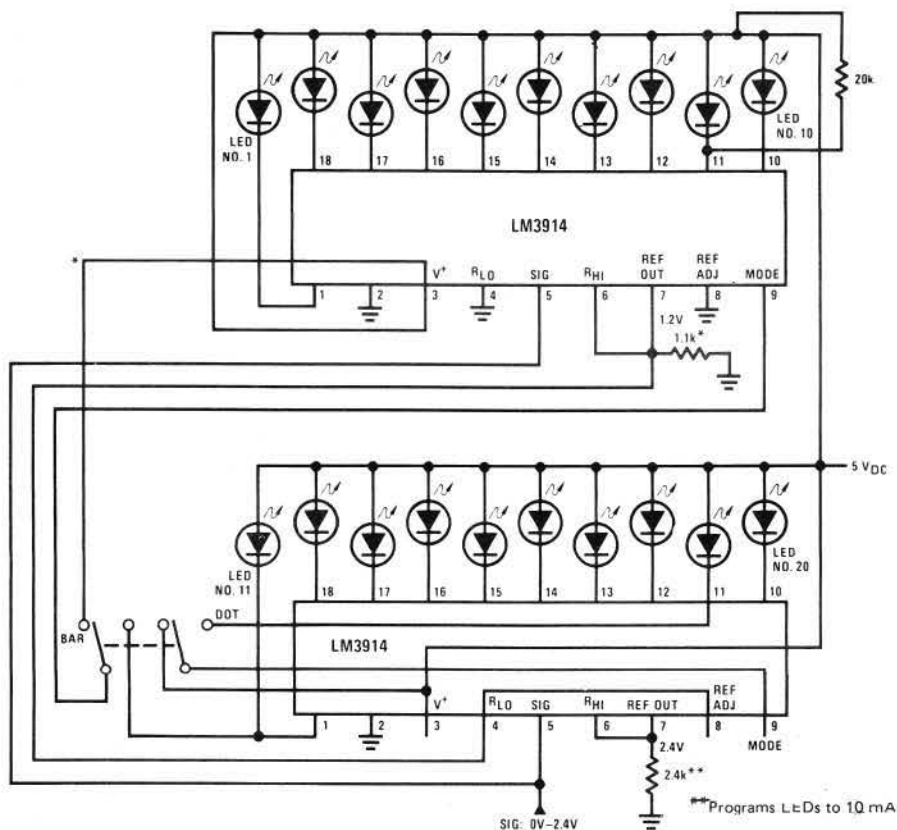 20k
LED NO. 1
LED NO. 10
18 17 16 15 14 13 12 11 10
LM3914
*
V+ RLO SIG RHI REF OUT REF ADJ MODE
1 2 3 4 5 6 7 8 9
1.2V
1.1k*
5 VDC
LED NO. 11
LED NO. 20
18 17 16 15 14 13 12 11 10
BAR
DOT
LM3914
V+ RLO SIG RHI REF OUT REF ADJ
1 2 3 4 5 6 7 8 9
MODE
2.4V
2.4k**
**Programs LEDs to 10 mA
SIG: 0V–2.4V